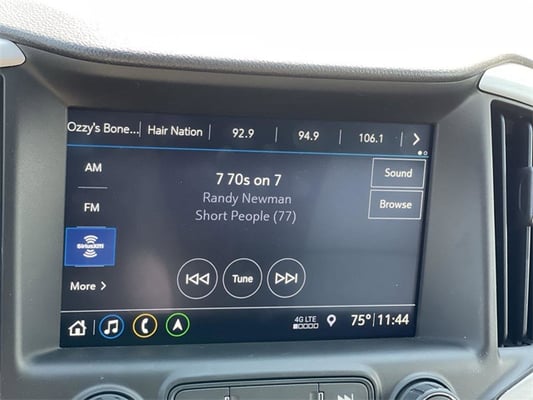 Ozzy's Bone... Hair Nation 92.9 94.9 106.1
AM
7 70s on 7
Sound
Randy Newman
FM
Browse
Short People (77)
SiriusXM
Tune
More
4G LTE
75° 11:44